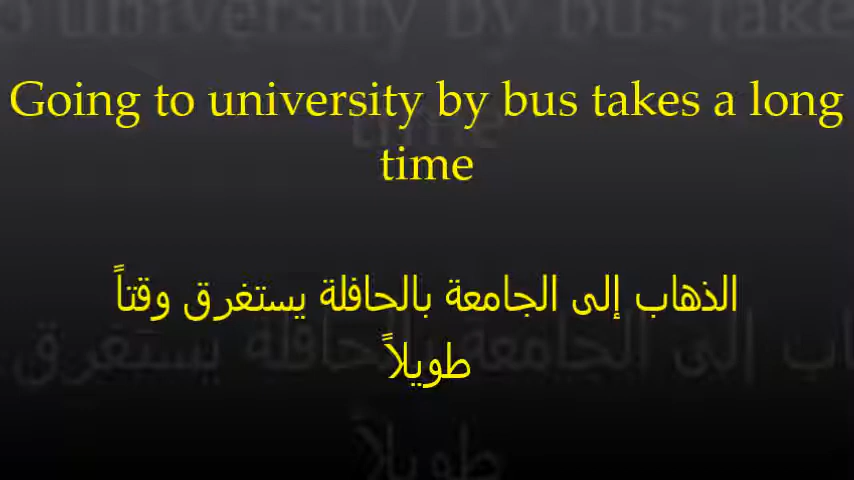 Going to university by bus takes a long
time
الذهاب إلى الجامعة بالحافلة يستغرق وقتاً
طويلاً